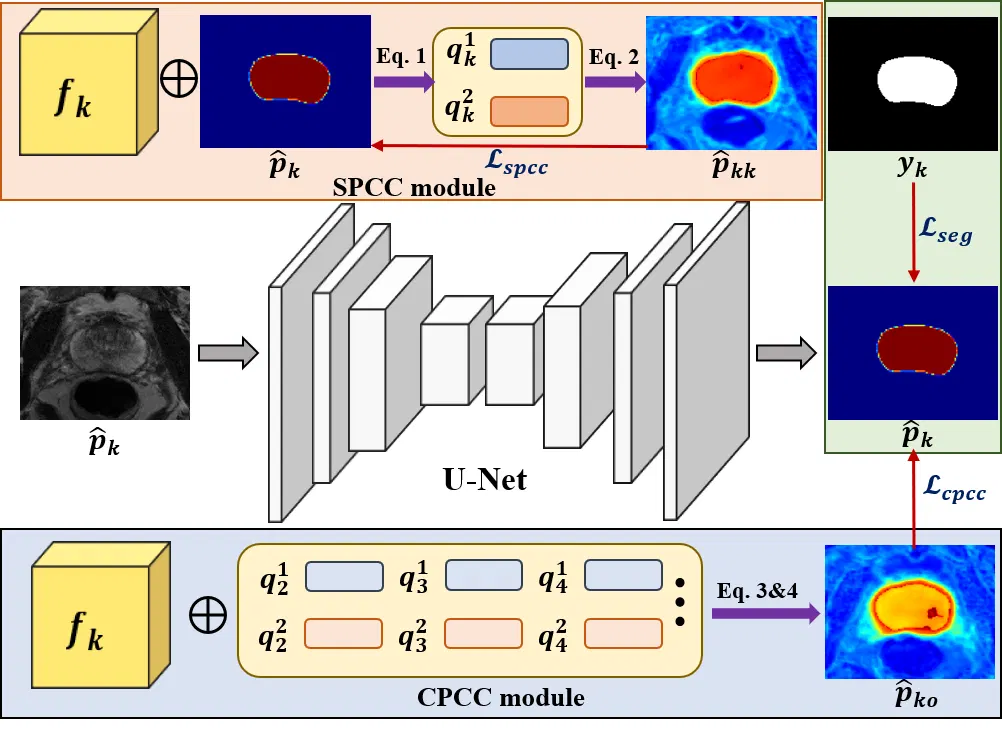 f_k
⊕
Eq. 1
q_k^1
q_k^2
Eq. 2
p̂_k
ℒ_spcc
p̂_kk
SPCC module
y_k
ℒ_seg
p̂_k
U-Net
p̂_k
ℒ_cpcc
f_k
⊕
q_2^1 q_3^1 q_4^1
q_2^2 q_3^2 q_4^2
Eq. 3&4
CPCC module
p̂_ko